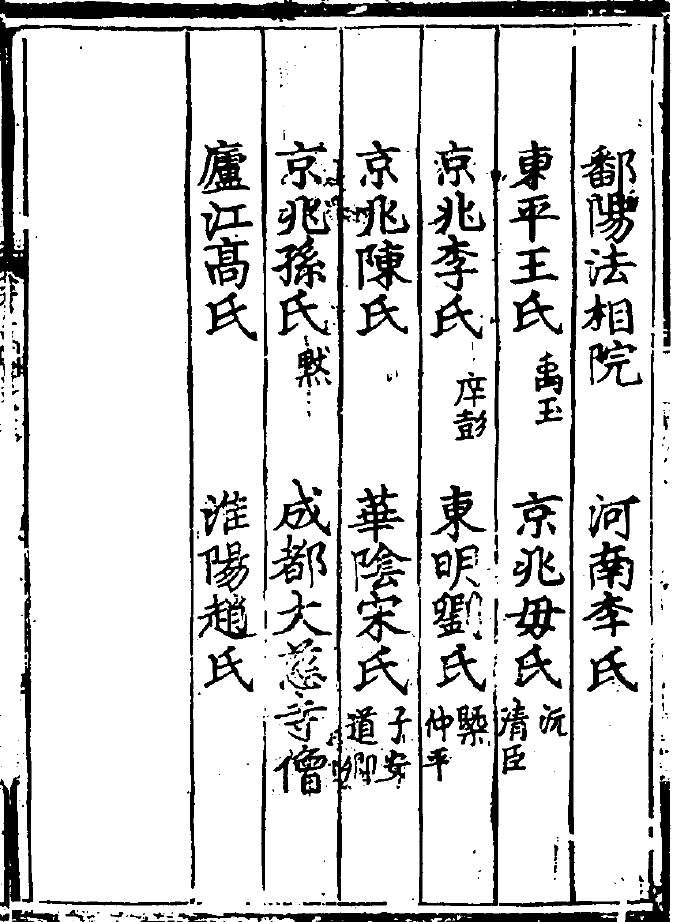 鄱陽法相院　河南李氏
東平王氏禹玉　京兆毋氏沆清臣
京兆李氏庠彭　東明劉氏槩仲平
京兆陳氏　華陰宋氏子安道卿
京兆孫氏黙　成都大慈寺僧
廬江髙氏　淮陽趙氏